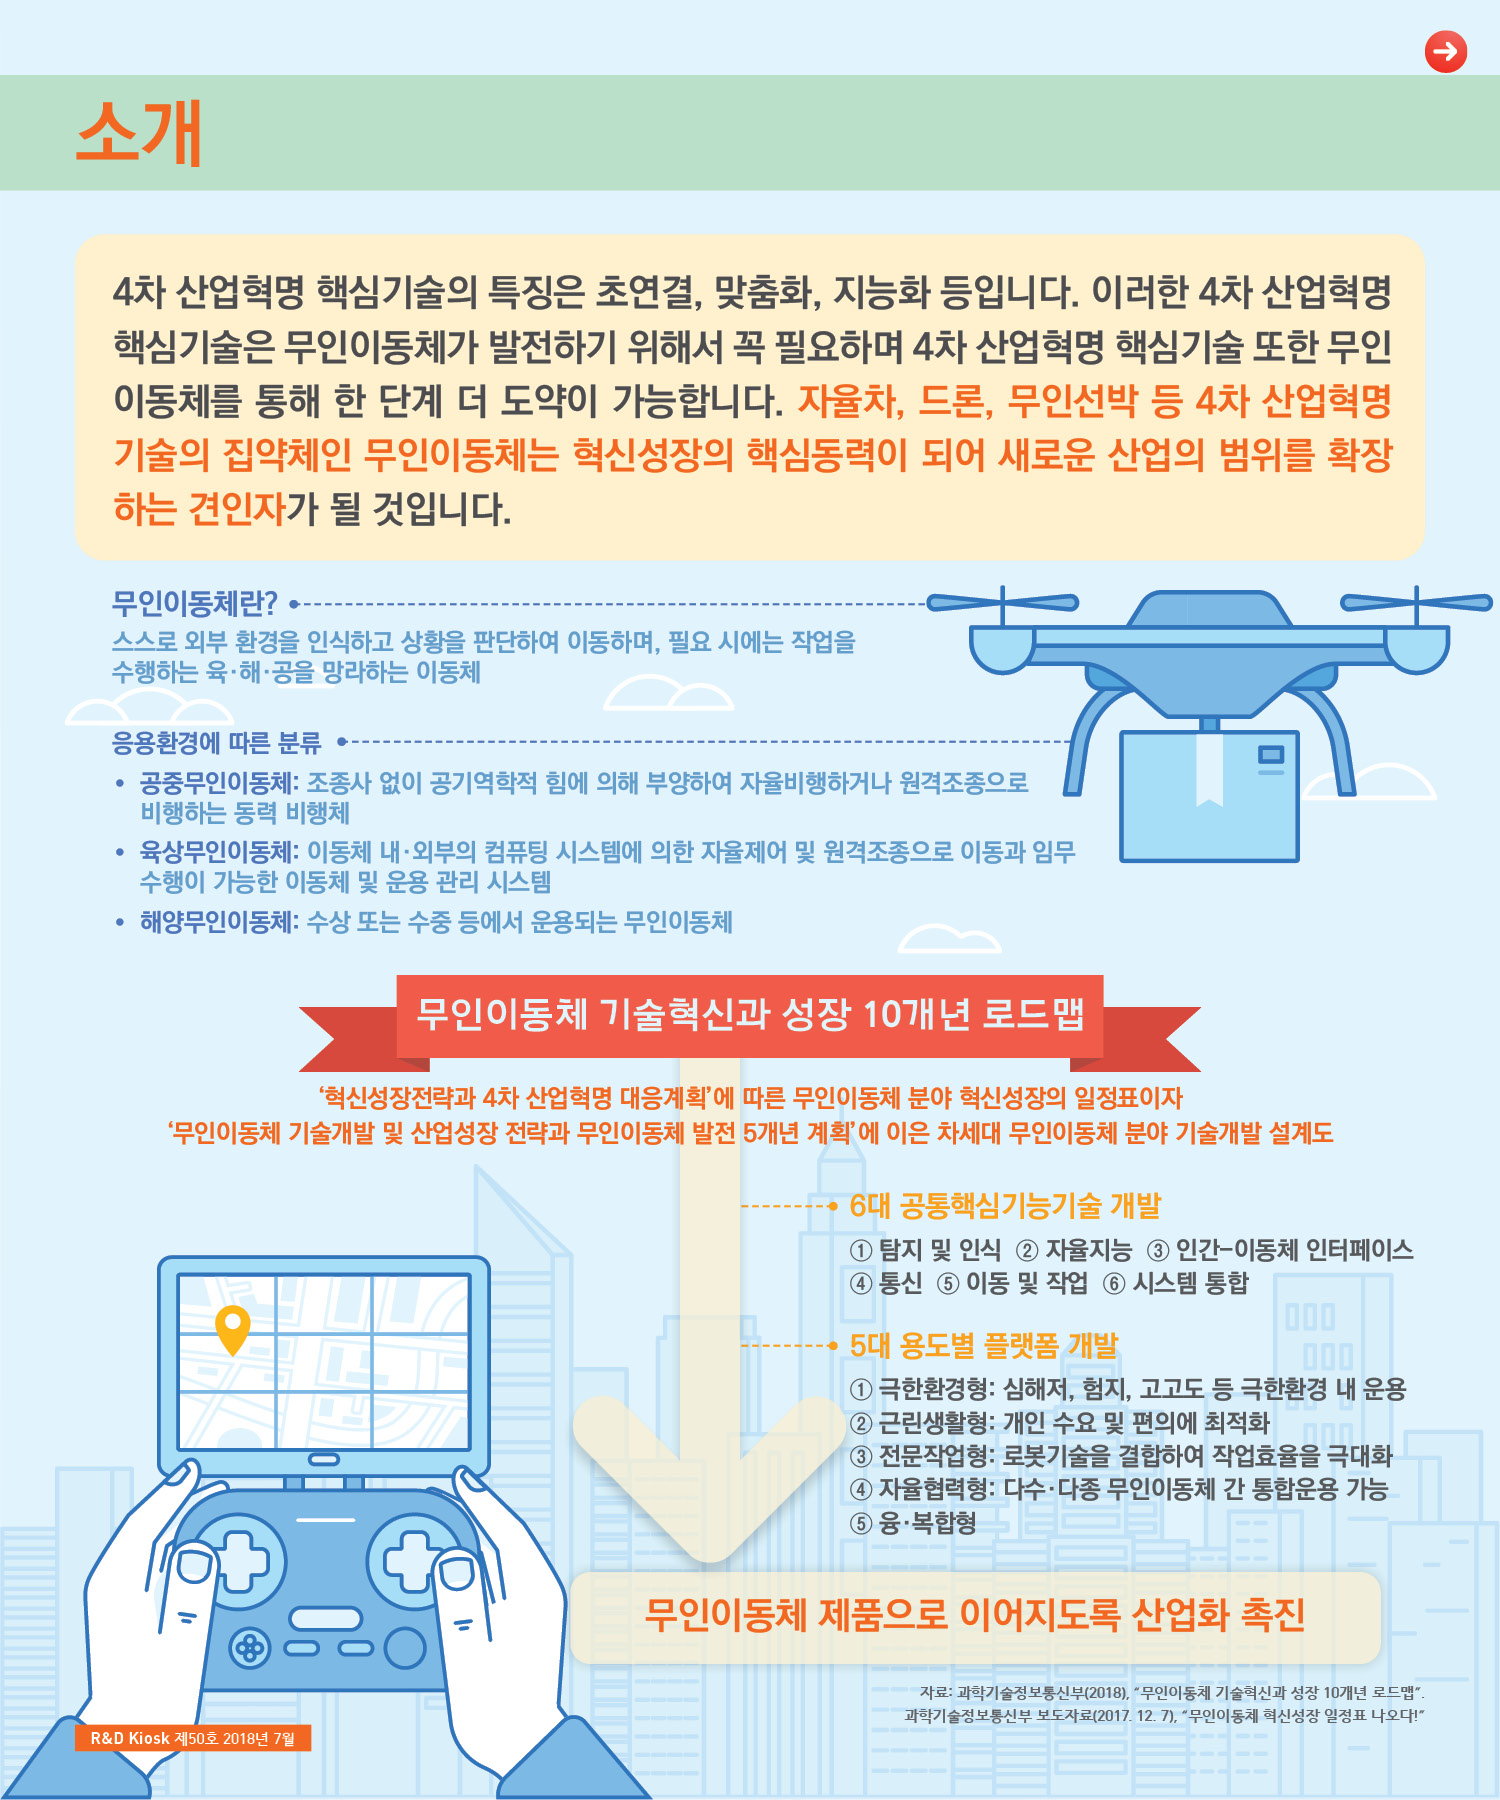 소개
4차 산업혁명 핵심기술의 특징은 초연결, 맞춤화, 지능화 등입니다. 이러한 4차 산업혁명
핵심기술은 무인이동체가 발전하기 위해서 꼭 필요하며 4차 산업혁명 핵심기술 또한 무인
이동체를 통해 한 단계 더 도약이 가능합니다. 자율차, 드론, 무인선박 등 4차 산업혁명
기술의 집약체인 무인이동체는 혁신성장의 핵심동력이 되어 새로운 산업의 범위를 확장
하는 견인자가 될 것입니다.
무인이동체란?
스스로 외부 환경을 인식하고 상황을 판단하여 이동하며, 필요 시에는 작업을
수행하는 육·해·공을 망라하는 이동체
응용환경에 따른 분류
• 공중무인이동체: 조종사 없이 공기역학적 힘에 의해 부양하여 자율비행하거나 원격조종으로
비행하는 동력 비행체
• 육상무인이동체: 이동체 내·외부의 컴퓨팅 시스템에 의한 자율제어 및 원격조종으로 이동과 임무
수행이 가능한 이동체 및 운용 관리 시스템
• 해양무인이동체: 수상 또는 수중 등에서 운용되는 무인이동체
무인이동체 기술혁신과 성장 10개년 로드맵
‘혁신성장전략과 4차 산업혁명 대응계획’에 따른 무인이동체 분야 혁신성장의 일정표이자
‘무인이동체 기술개발 및 산업성장 전략과 무인이동체 발전 5개년 계획’에 이은 차세대 무인이동체 분야 기술개발 설계도
6대 공통핵심기능기술 개발
① 탐지 및 인식 ② 자율지능 ③ 인간-이동체 인터페이스
④ 통신 ⑤ 이동 및 작업 ⑥ 시스템 통합
5대 용도별 플랫폼 개발
① 극한환경형: 심해저, 험지, 고고도 등 극한환경 내 운용
② 근린생활형: 개인 수요 및 편의에 최적화
③ 전문작업형: 로봇기술을 결합하여 작업효율을 극대화
④ 자율협력형: 다수·다종 무인이동체 간 통합운용 가능
⑤ 융·복합형
무인이동체 제품으로 이어지도록 산업화 촉진
자료: 과학기술정보통신부(2018), “무인이동체 기술혁신과 성장 10개년 로드맵”.
과학기술정보통신부 보도자료(2017. 12. 7), “무인이동체 혁신성장 일정표 나오다!”
R&D Kiosk 제50호 2018년 7월